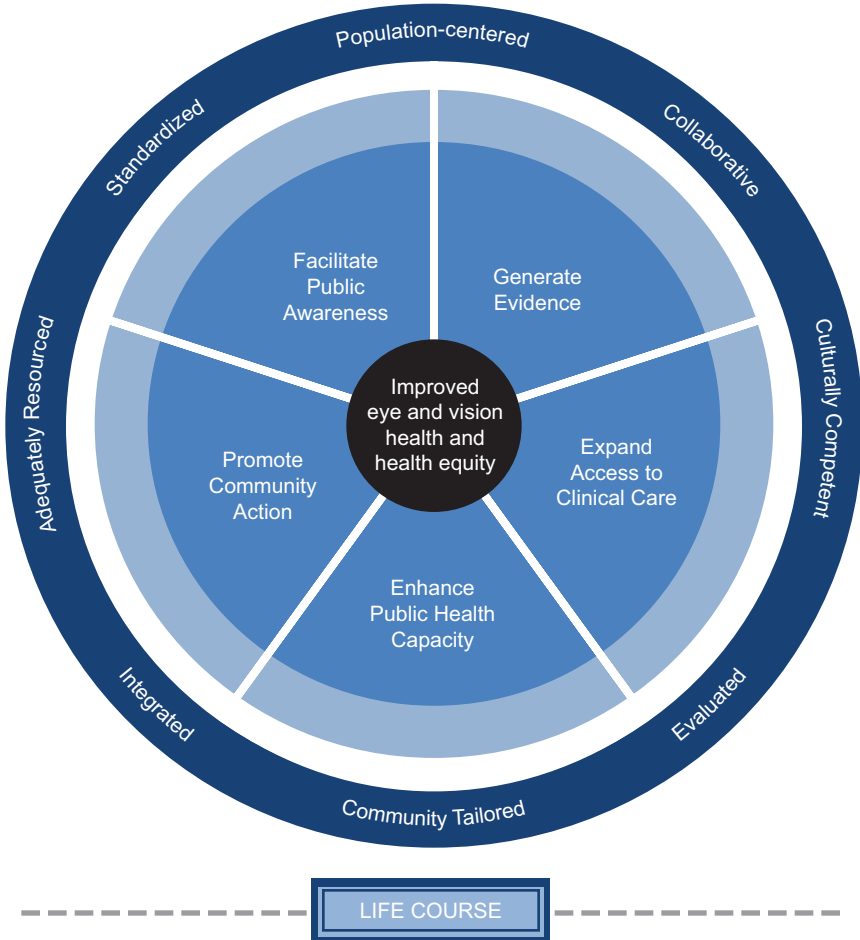 Population-centered
Collaborative
Culturally Competent
Evaluated
Community Tailored
Integrated
Adequately Resourced
Standardized
Facilitate
Public
Awareness
Generate
Evidence
Expand
Access to
Clinical Care
Enhance
Public Health
Capacity
Promote
Community
Action
Improved
eye and vision
health and
health equity
LIFE COURSE